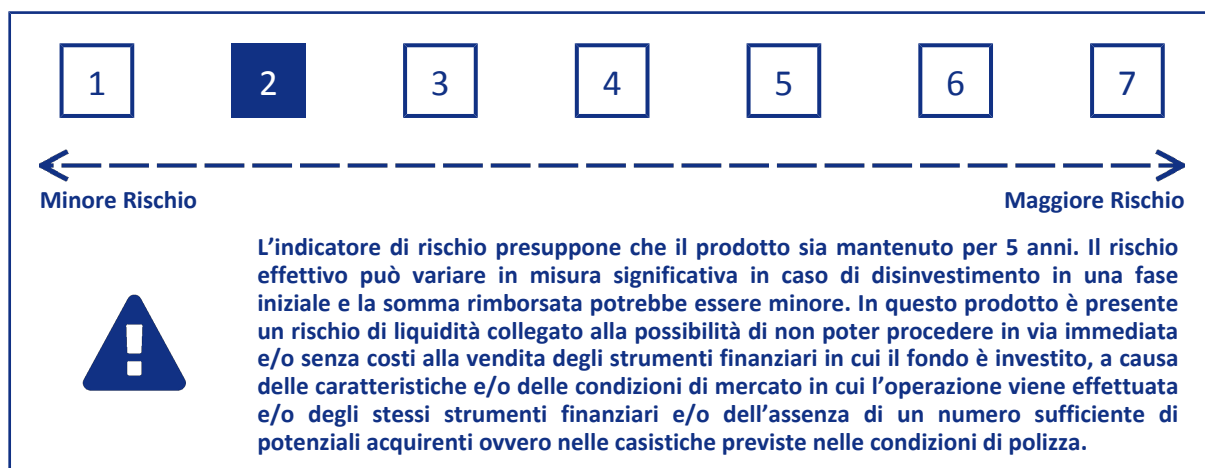 1 2 3 4 5 6 7
Minore Rischio Maggiore Rischio
L’indicatore di rischio presuppone che il prodotto sia mantenuto per 5 anni. Il rischio
effettivo può variare in misura significativa in caso di disinvestimento in una fase
iniziale e la somma rimborsata potrebbe essere minore. In questo prodotto è presente
un rischio di liquidità collegato alla possibilità di non poter procedere in via immediata
e/o senza costi alla vendita degli strumenti finanziari in cui il fondo è investito, a causa
delle caratteristiche e/o delle condizioni di mercato in cui l’operazione viene effettuata
e/o degli stessi strumenti finanziari e/o dell’assenza di un numero sufficiente di
potenziali acquirenti ovvero nelle casistiche previste nelle condizioni di polizza.